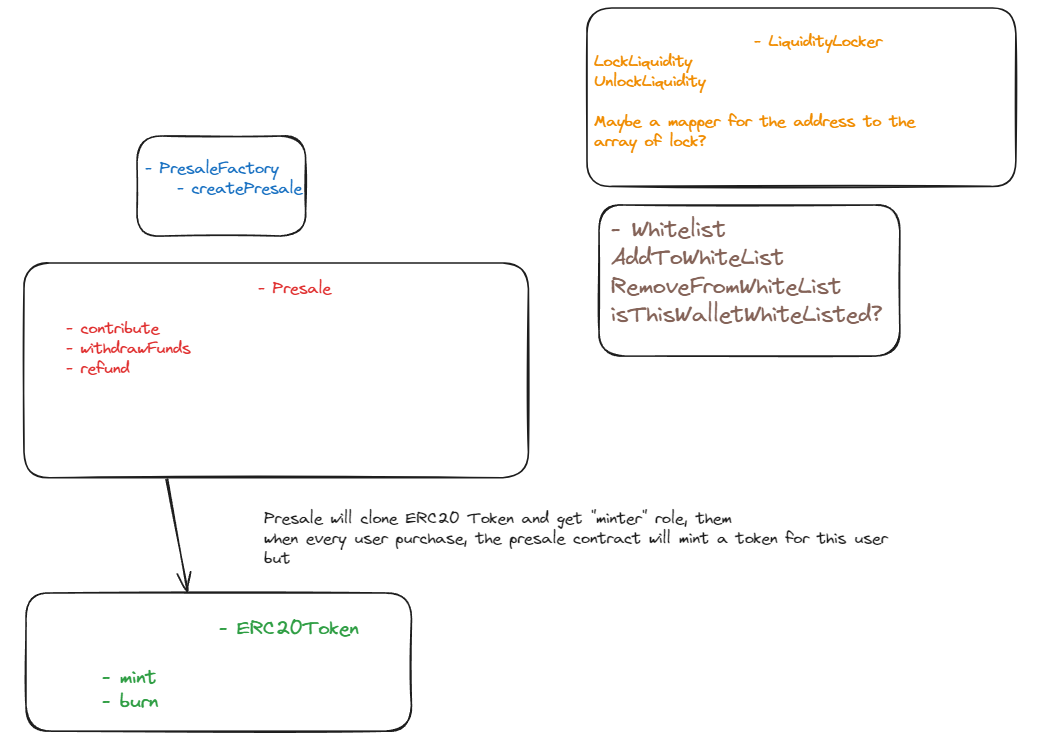 - LiquidityLocker
LockLiquidity
UnlockLiquidity
Maybe a mapper for the address to the
array of lock?
- PresaleFactory
- createPresale
- Whitelist
AddToWhiteList
RemoveFromWhiteList
isThisWalletWhiteListed?
- Presale
- contribute
- withdrawFunds
- refund
Presale will clone ERC20 Token and get "minter" role, them
when every user purchase, the presale contract will mint a token for this user
but
- ERC20Token
- mint
- burn